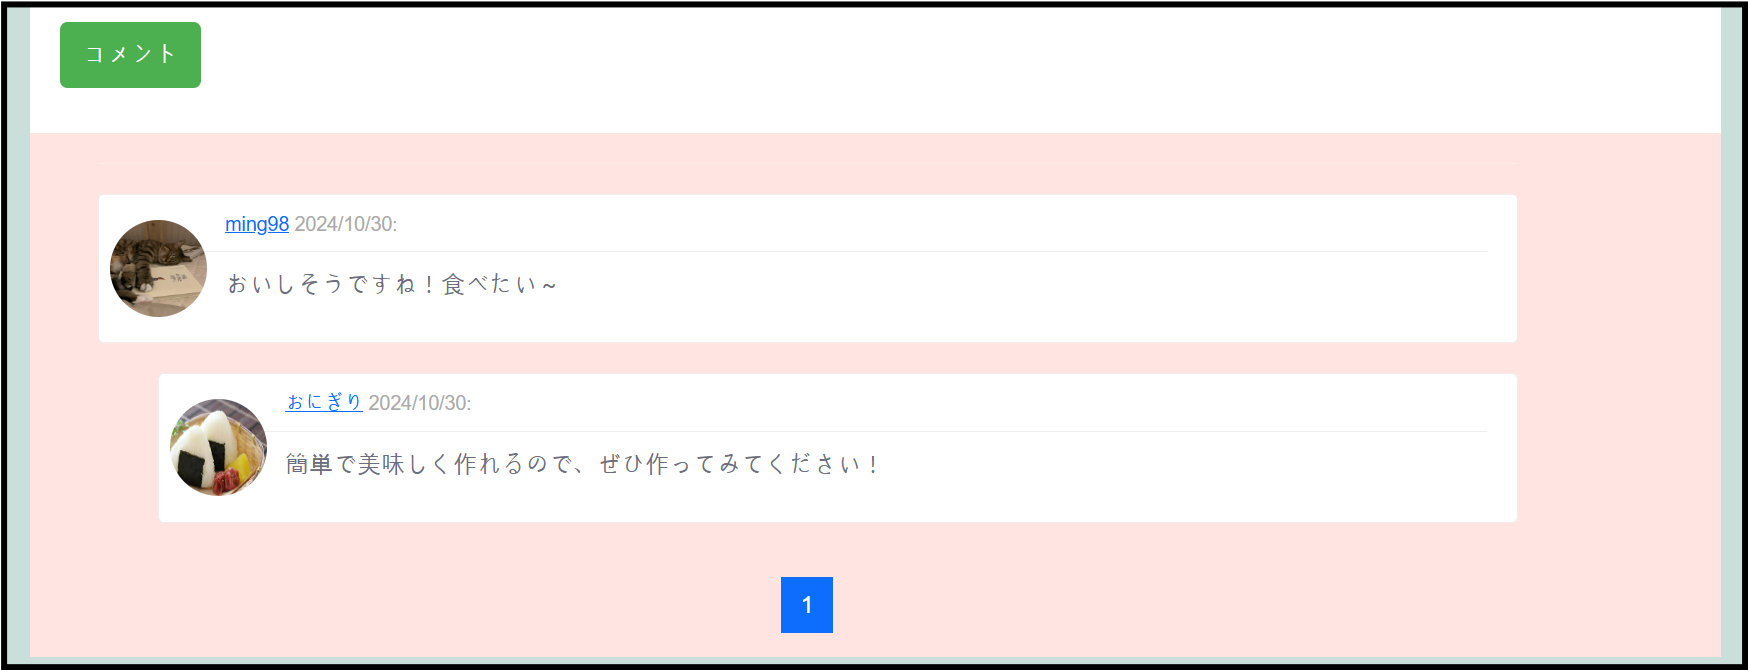 コメント
ming98 2024/10/30:
おいしそうですね！食べたい～
おにぎり 2024/10/30:
簡単で美味しく作れるので、ぜひ作ってみてください！
1